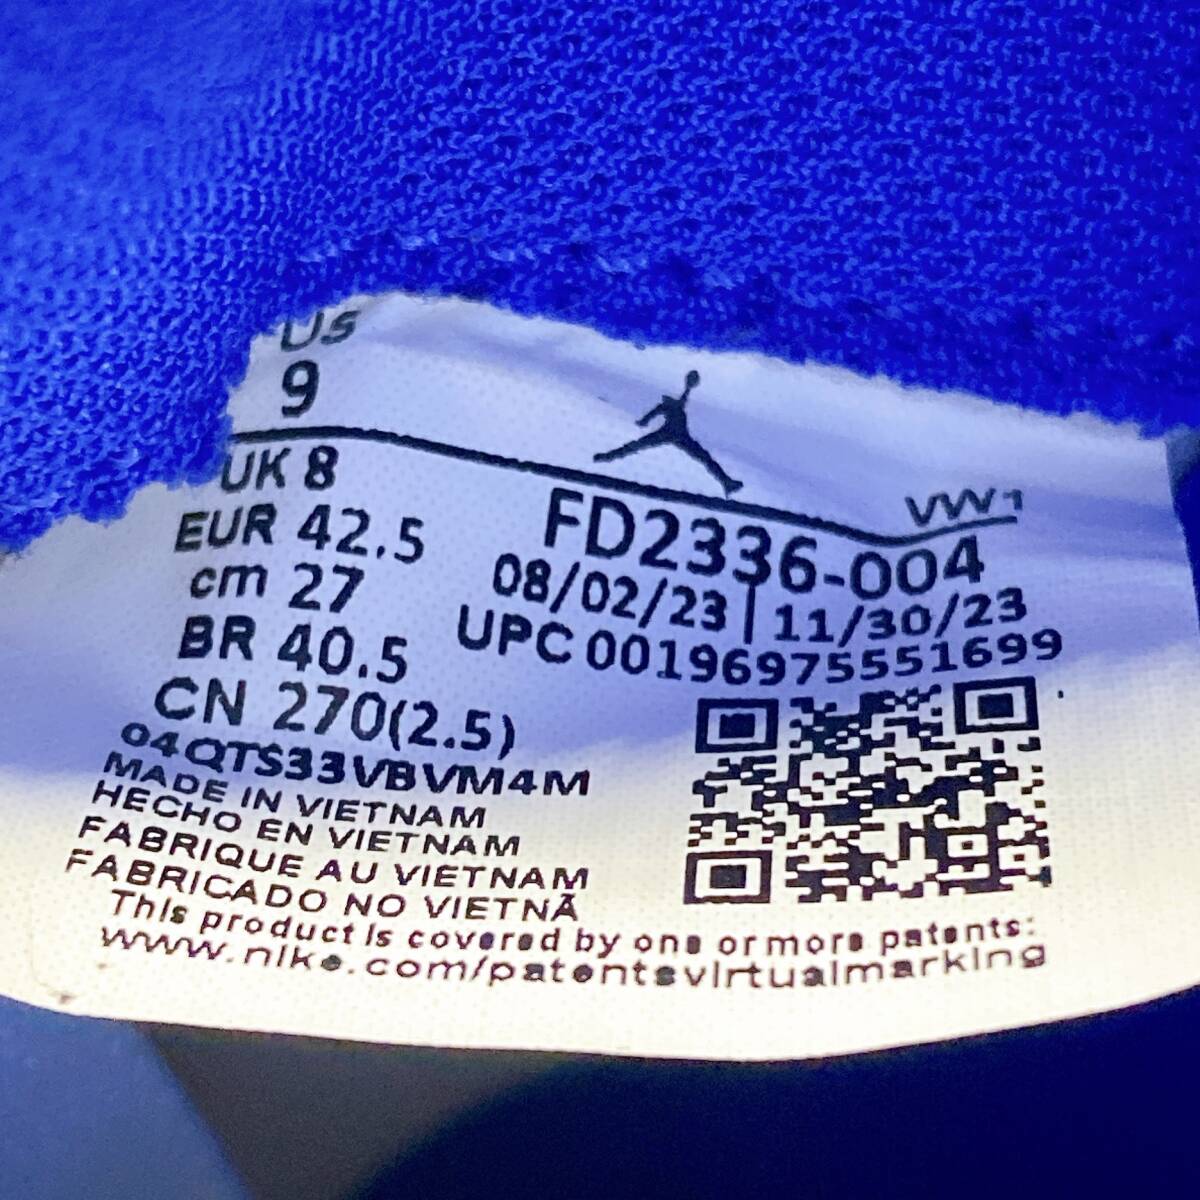 US
9
UK 8
EUR 42.5
cm 27
BR 40.5
CN 270(2.5)
VW1
FD2336-004
08/02/23 | 11/30/23
UPC 00196975551699
04QTS33VBVM4M
MADE IN VIETNAM
HECHO EN VIETNAM
FABRIQUE AU VIETNAM
FABRICADO NO VIETNÃ
This product is covered by one or more patents:
www.nike.com/patentsvirtualmarking